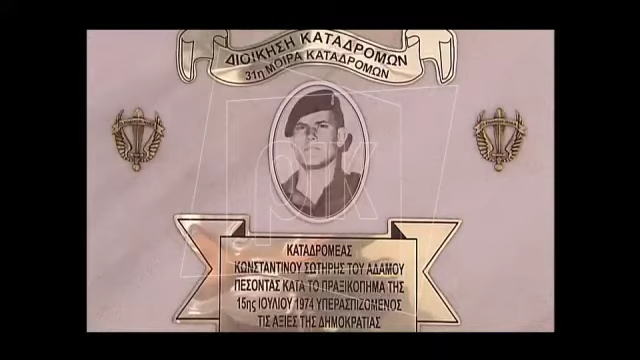 ΔΙΟΙΚΗΣΗ ΚΑΤΑΔΡΟΜΩΝ
31η ΜΟΙΡΑ ΚΑΤΑΔΡΟΜΩΝ
ρκ
ΚΑΤΑΔΡΟΜΕΑΣ
ΚΩΝΣΤΑΝΤΙΝΟΥ ΣΩΤΗΡΗΣ ΤΟΥ ΑΔΑΜΟΥ
ΠΕΣΟΝΤΑΣ ΚΑΤΑ ΤΟ ΠΡΑΞΙΚΟΠΗΜΑ ΤΗΣ
15ης ΙΟΥΛΙΟΥ 1974 ΥΠΕΡΑΣΠΙΖΟΜΕΝΟΣ
ΤΙΣ ΑΞΙΕΣ ΤΗΣ ΔΗΜΟΚΡΑΤΙΑΣ